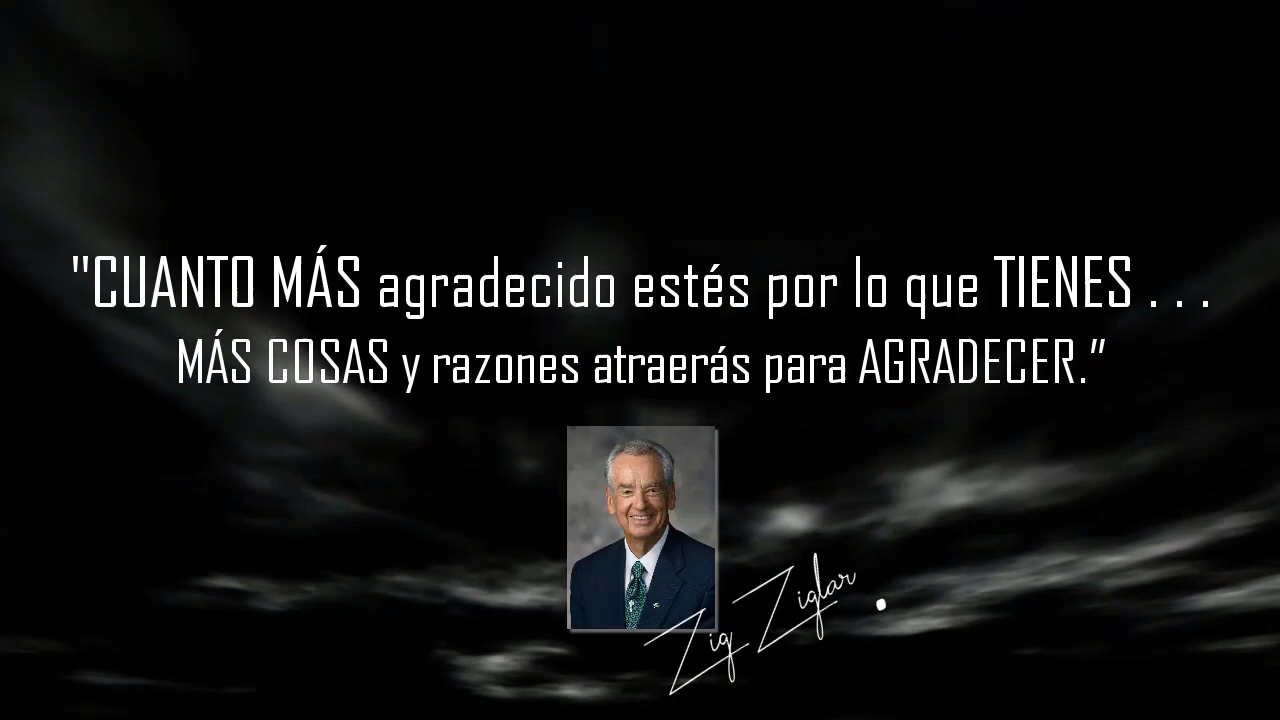 "CUANTO MÁS agradecido estés por lo que TIENES . . .
MÁS COSAS y razones atraerás para AGRADECER.”
Zig Ziglar .